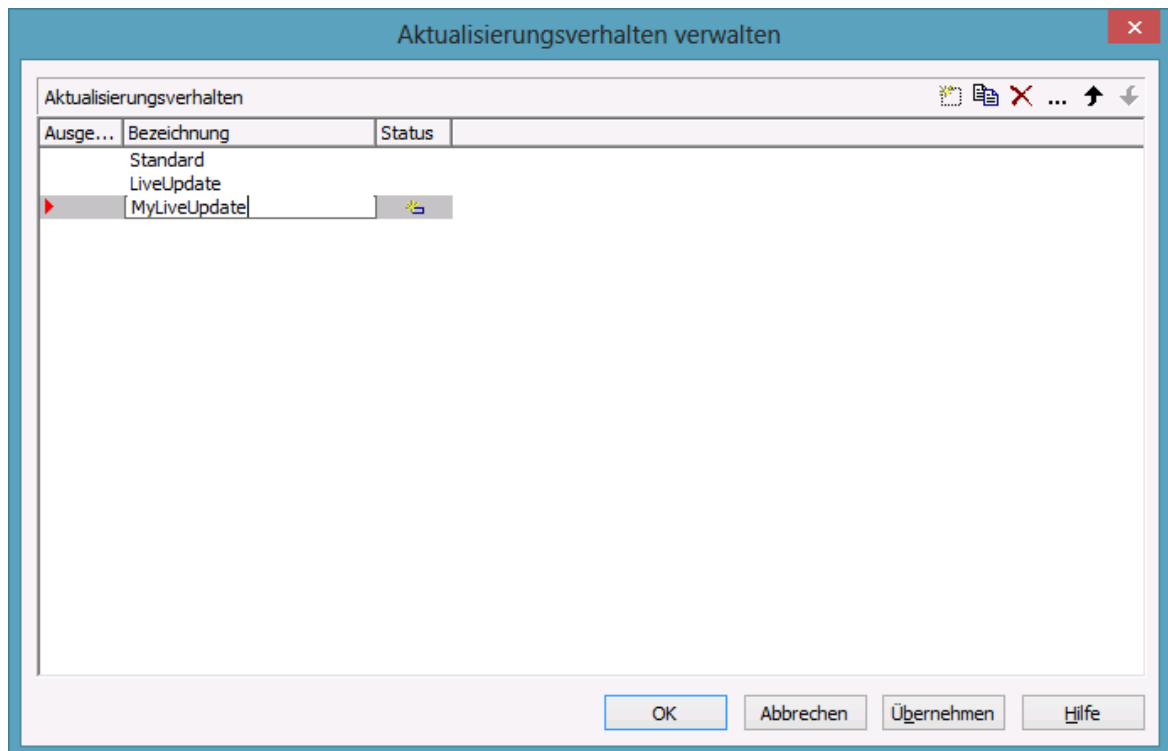 Aktualisierungsverhalten verwalten
Aktualisierungsverhalten
Ausge... Bezeichnung Status
Standard
LiveUpdate
MyLiveUpdate
OK Abbrechen Übernehmen Hilfe